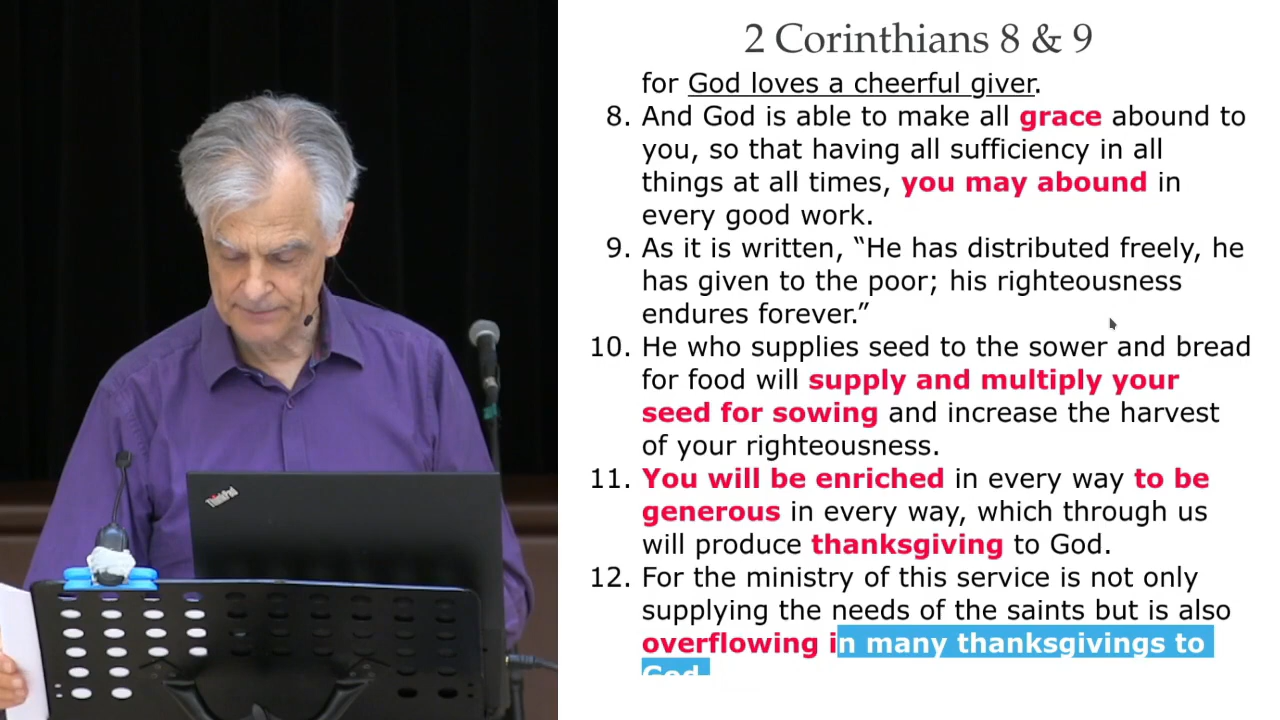 2 Corinthians 8 & 9
for God loves a cheerful giver.
8. And God is able to make all grace abound to
you, so that having all sufficiency in all
things at all times, you may abound in
every good work.
9. As it is written, “He has distributed freely, he
has given to the poor; his righteousness
endures forever.”
10. He who supplies seed to the sower and bread
for food will supply and multiply your
seed for sowing and increase the harvest
of your righteousness.
11. You will be enriched in every way to be
generous in every way, which through us
will produce thanksgiving to God.
12. For the ministry of this service is not only
supplying the needs of the saints but is also
overflowing in many thanksgivings to
God.
ThinkPad